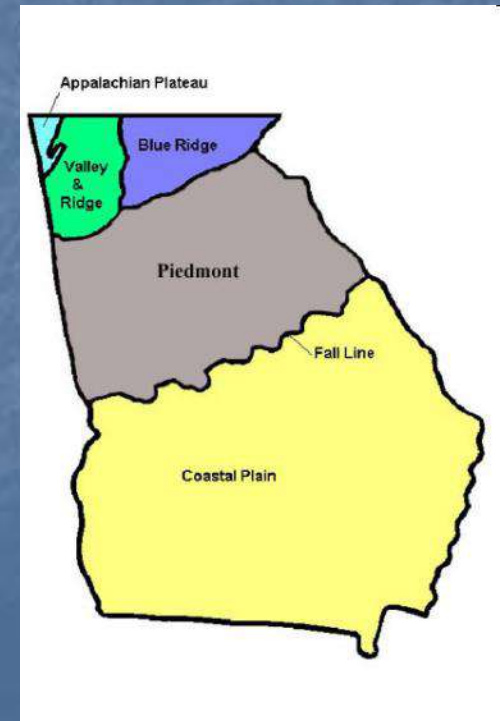 Appalachian Plateau
Blue Ridge
Valley
&
Ridge
Piedmont
Fall Line
Coastal Plain